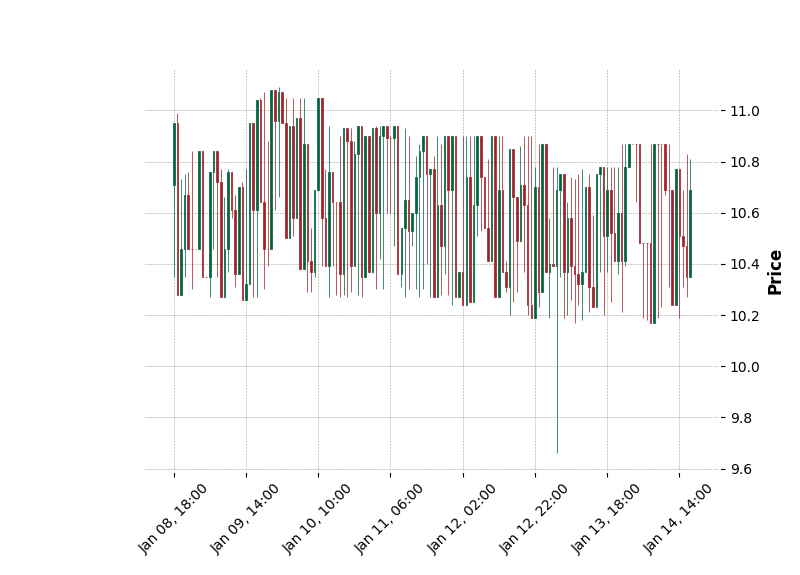 11.0
10.8
10.6
10.4
10.2
10.0
9.8
9.6
Price
Jan 08, 18:00
Jan 09, 14:00
Jan 10, 10:00
Jan 11, 06:00
Jan 12, 02:00
Jan 12, 22:00
Jan 13, 18:00
Jan 14, 14:00